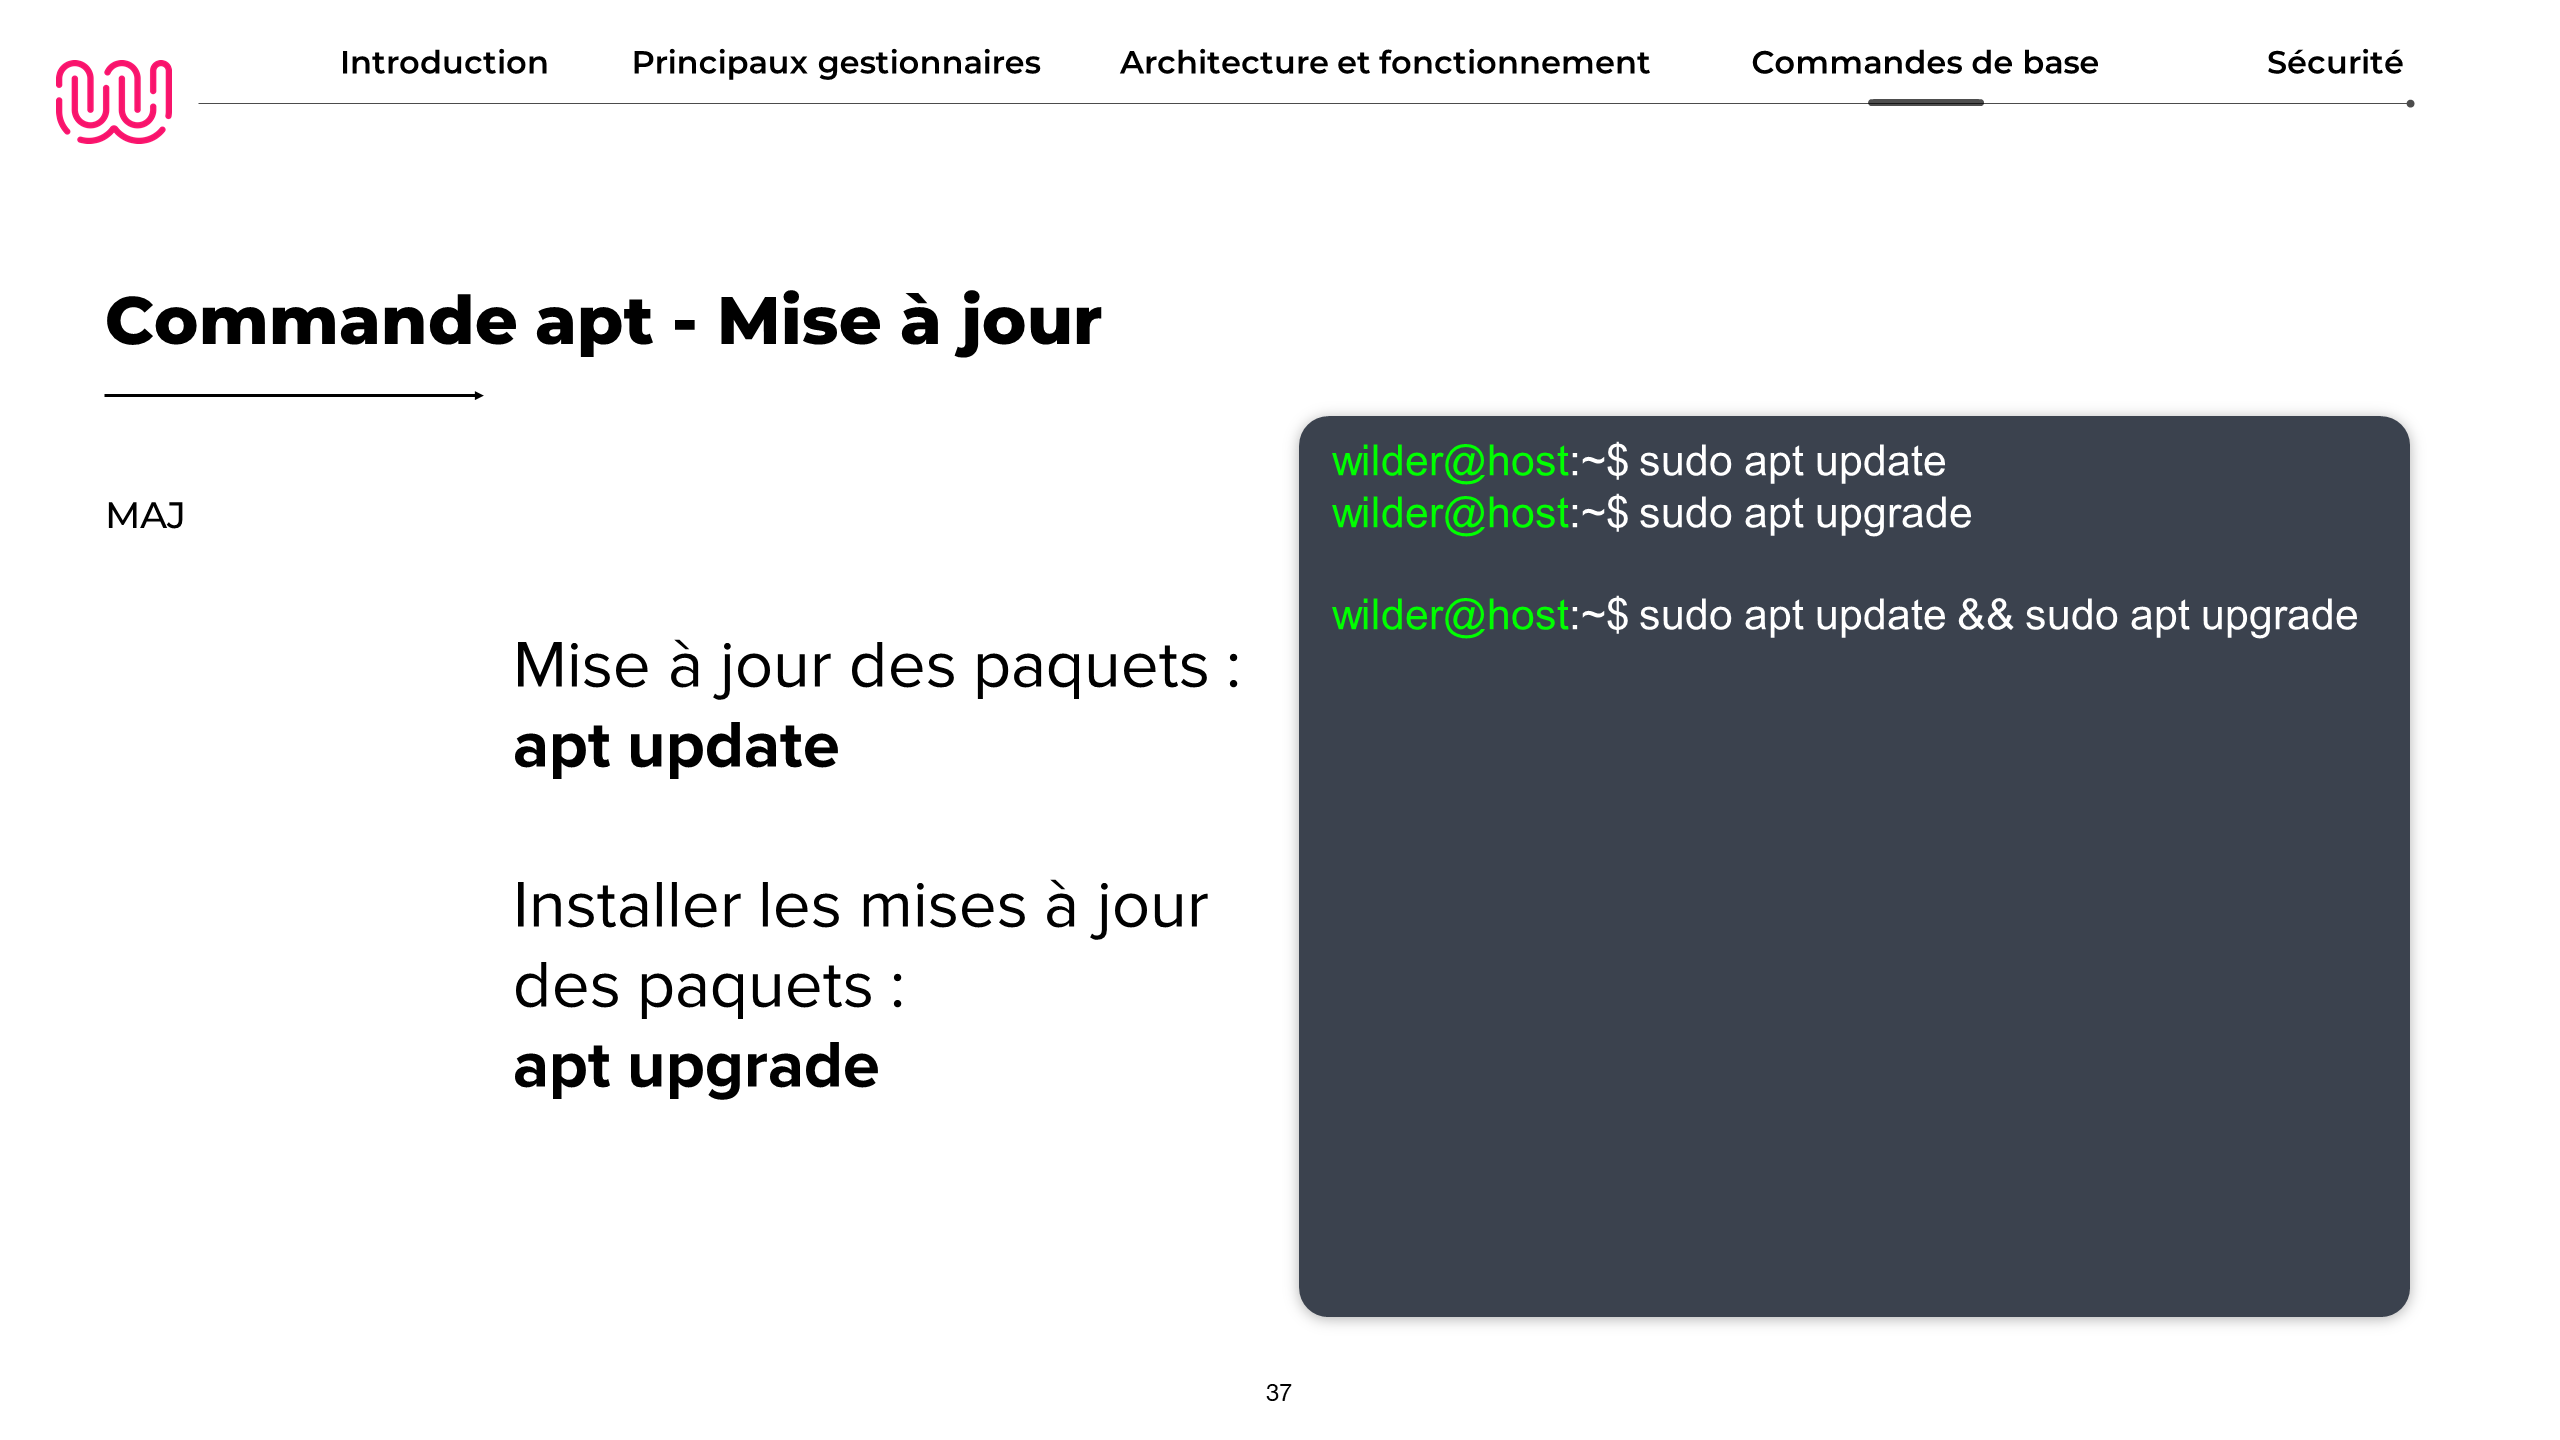 Introduction
Principaux gestionnaires
Architecture et fonctionnement
Commandes de base
Sécurité
Commande apt - Mise à jour
MAJ
Mise à jour des paquets :
apt update
Installer les mises à jour
des paquets :
apt upgrade
wilder@host:~$ sudo apt update
wilder@host:~$ sudo apt upgrade
wilder@host:~$ sudo apt update && sudo apt upgrade
37